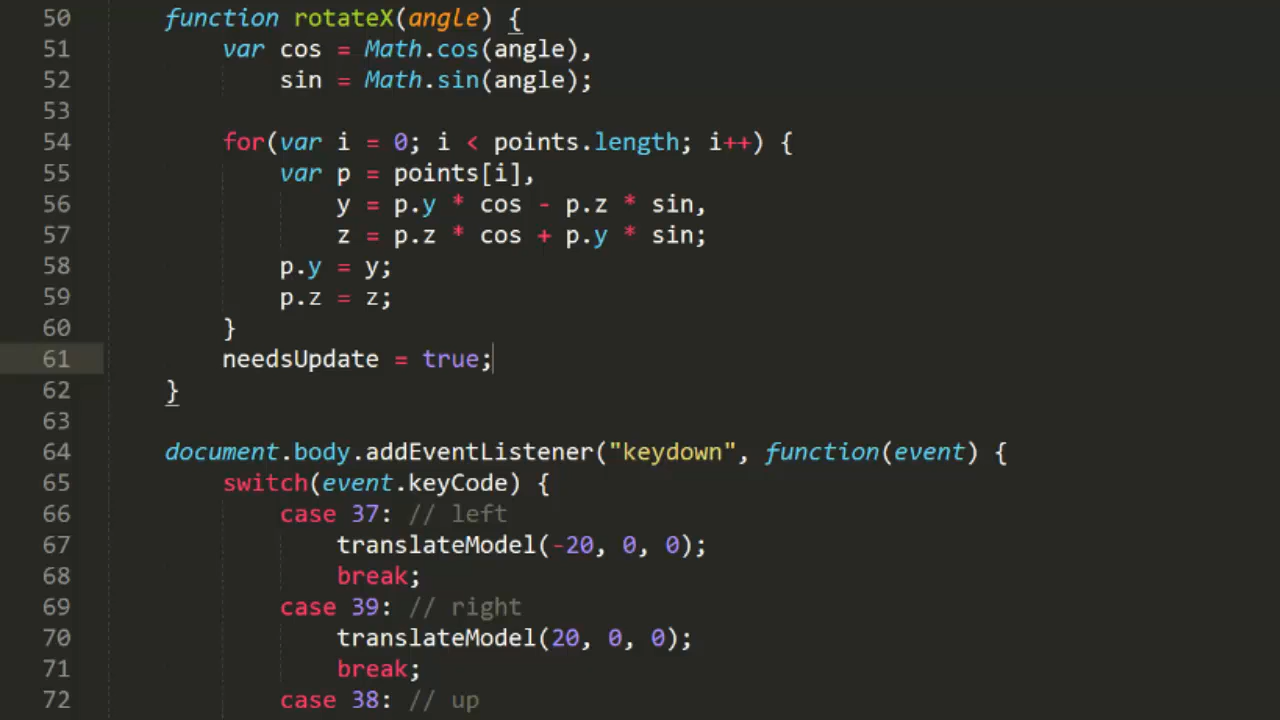 50 function rotateX(angle) {
51 var cos = Math.cos(angle),
52 sin = Math.sin(angle);
53
54 for(var i = 0; i < points.length; i++) {
55 var p = points[i],
56 y = p.y * cos - p.z * sin,
57 z = p.z * cos + p.y * sin;
58 p.y = y;
59 p.z = z;
60 }
61 needsUpdate = true;
62 }
63
64 document.body.addEventListener("keydown", function(event) {
65 switch(event.keyCode) {
66 case 37: // left
67 translateModel(-20, 0, 0);
68 break;
69 case 39: // right
70 translateModel(20, 0, 0);
71 break;
72 case 38: // up